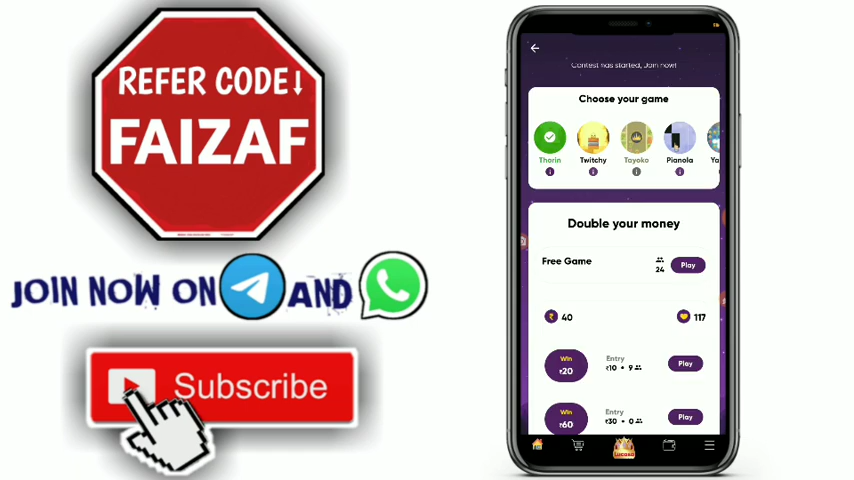 REFER CODE↓
FAIZAF
JOIN NOW ON AND
Subscribe
Contest has started, Join now!
Choose your game
Thorin
Twitchy
Tayoko
Pianola
Ya
Double your money
Free Game
24
Play
₹ 40
117
Win
₹20
Entry
₹10 • 9
Play
Win
₹60
Entry
₹30 • 0
Play